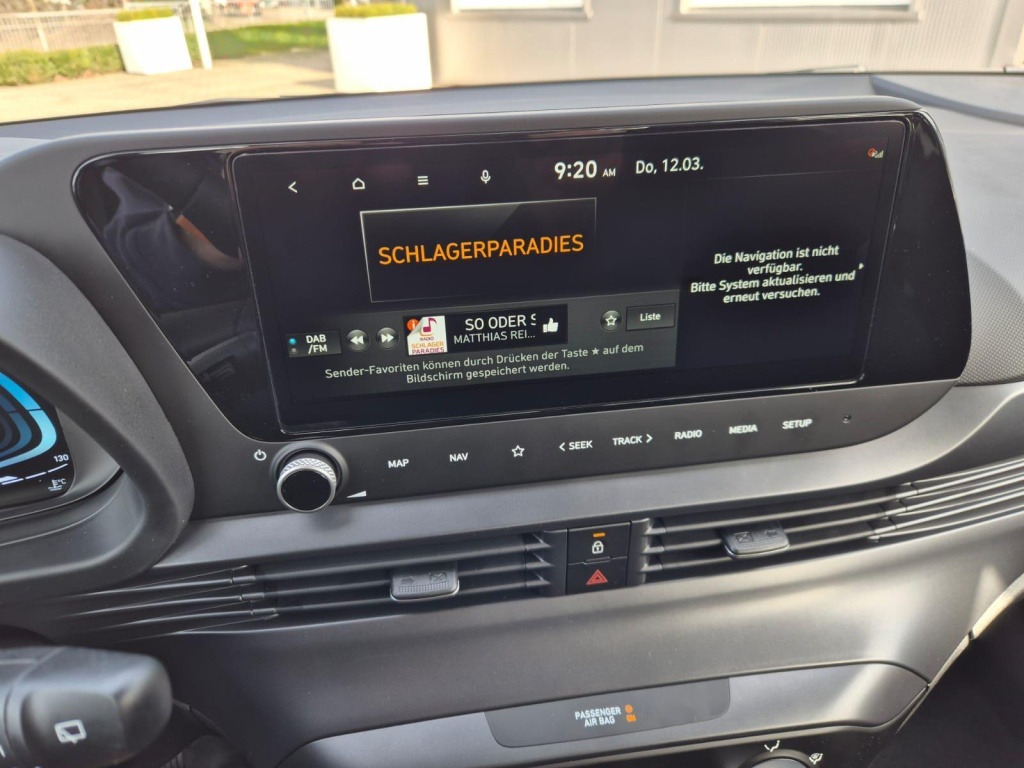 9:20 AM Do, 12.03.
SCHLAGERPARADIES
Die Navigation ist nicht
verfügbar.
Bitte System aktualisieren und
erneut versuchen.
DAB
/FM
RADIO
SCHLAGER
PARADIES
SO ODER S
MATTHIAS REI...
Liste
Sender-Favoriten können durch Drücken der Taste ★ auf dem
Bildschirm gespeichert werden.
MAP
NAV
SEEK
TRACK
RADIO
MEDIA
SETUP
130
°C
PASSENGER
AIR BAG